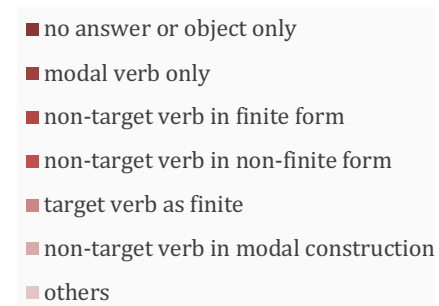 no answer or object only
modal verb only
non-target verb in finite form
non-target verb in non-finite form
target verb as finite
non-target verb in modal construction
others